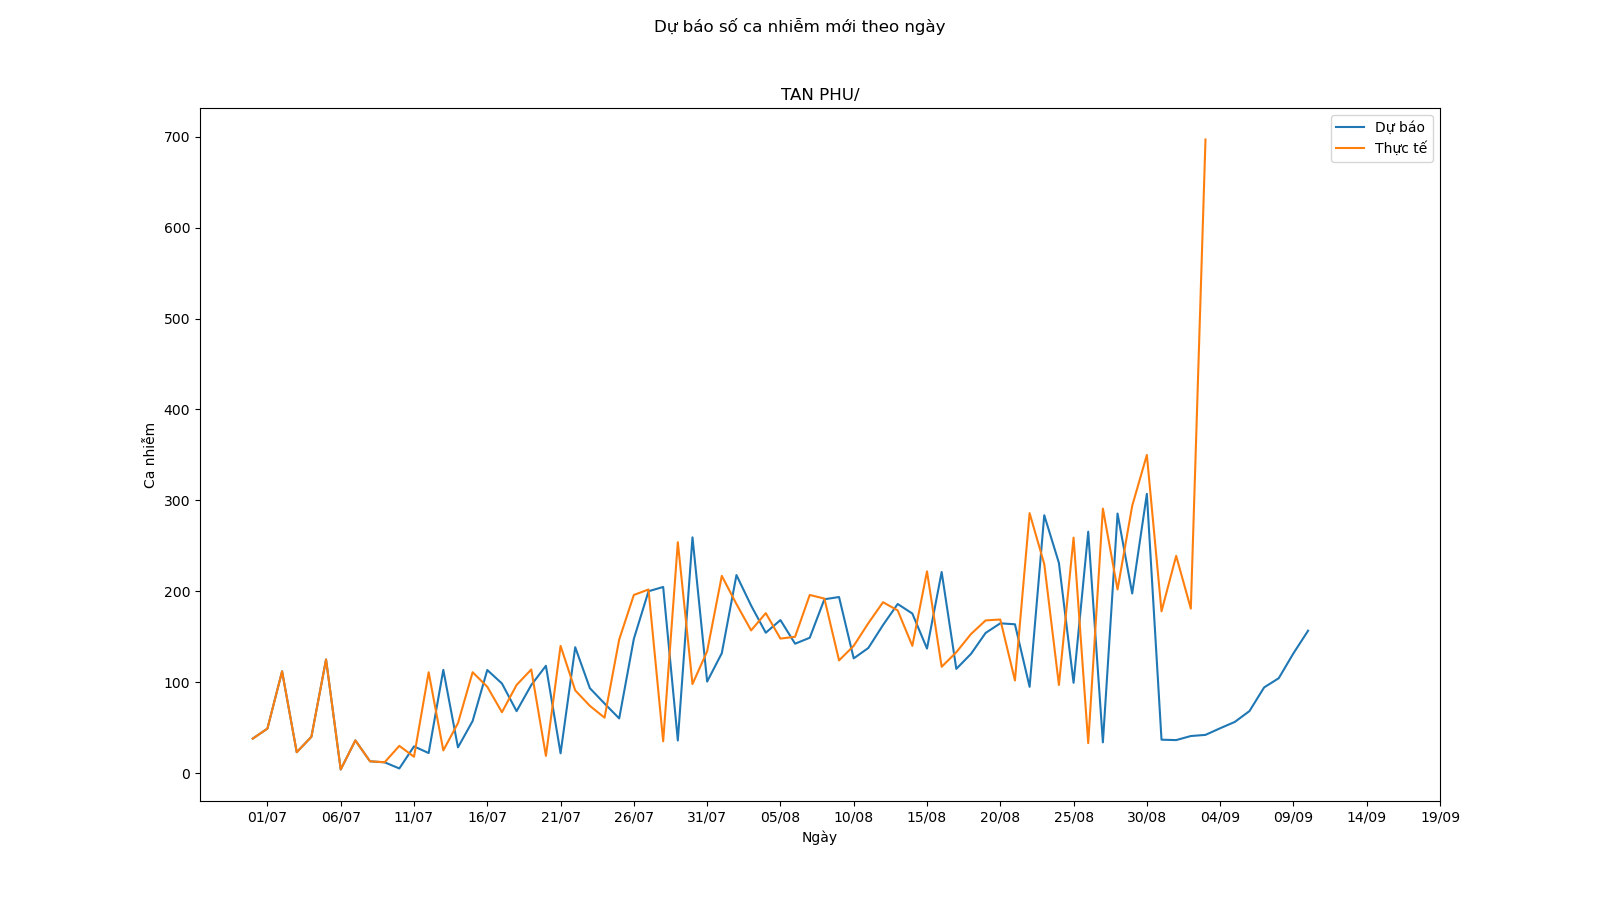 Dự báo số ca nhiễm mới theo ngày
TAN PHU/
Dự báo
Thực tế
700
600
500
400
300
200
100
0
Ca nhiễm
01/07 06/07 11/07 16/07 21/07 26/07 31/07 05/08 10/08 15/08 20/08 25/08 30/08 04/09 09/09 14/09 19/09
Ngày